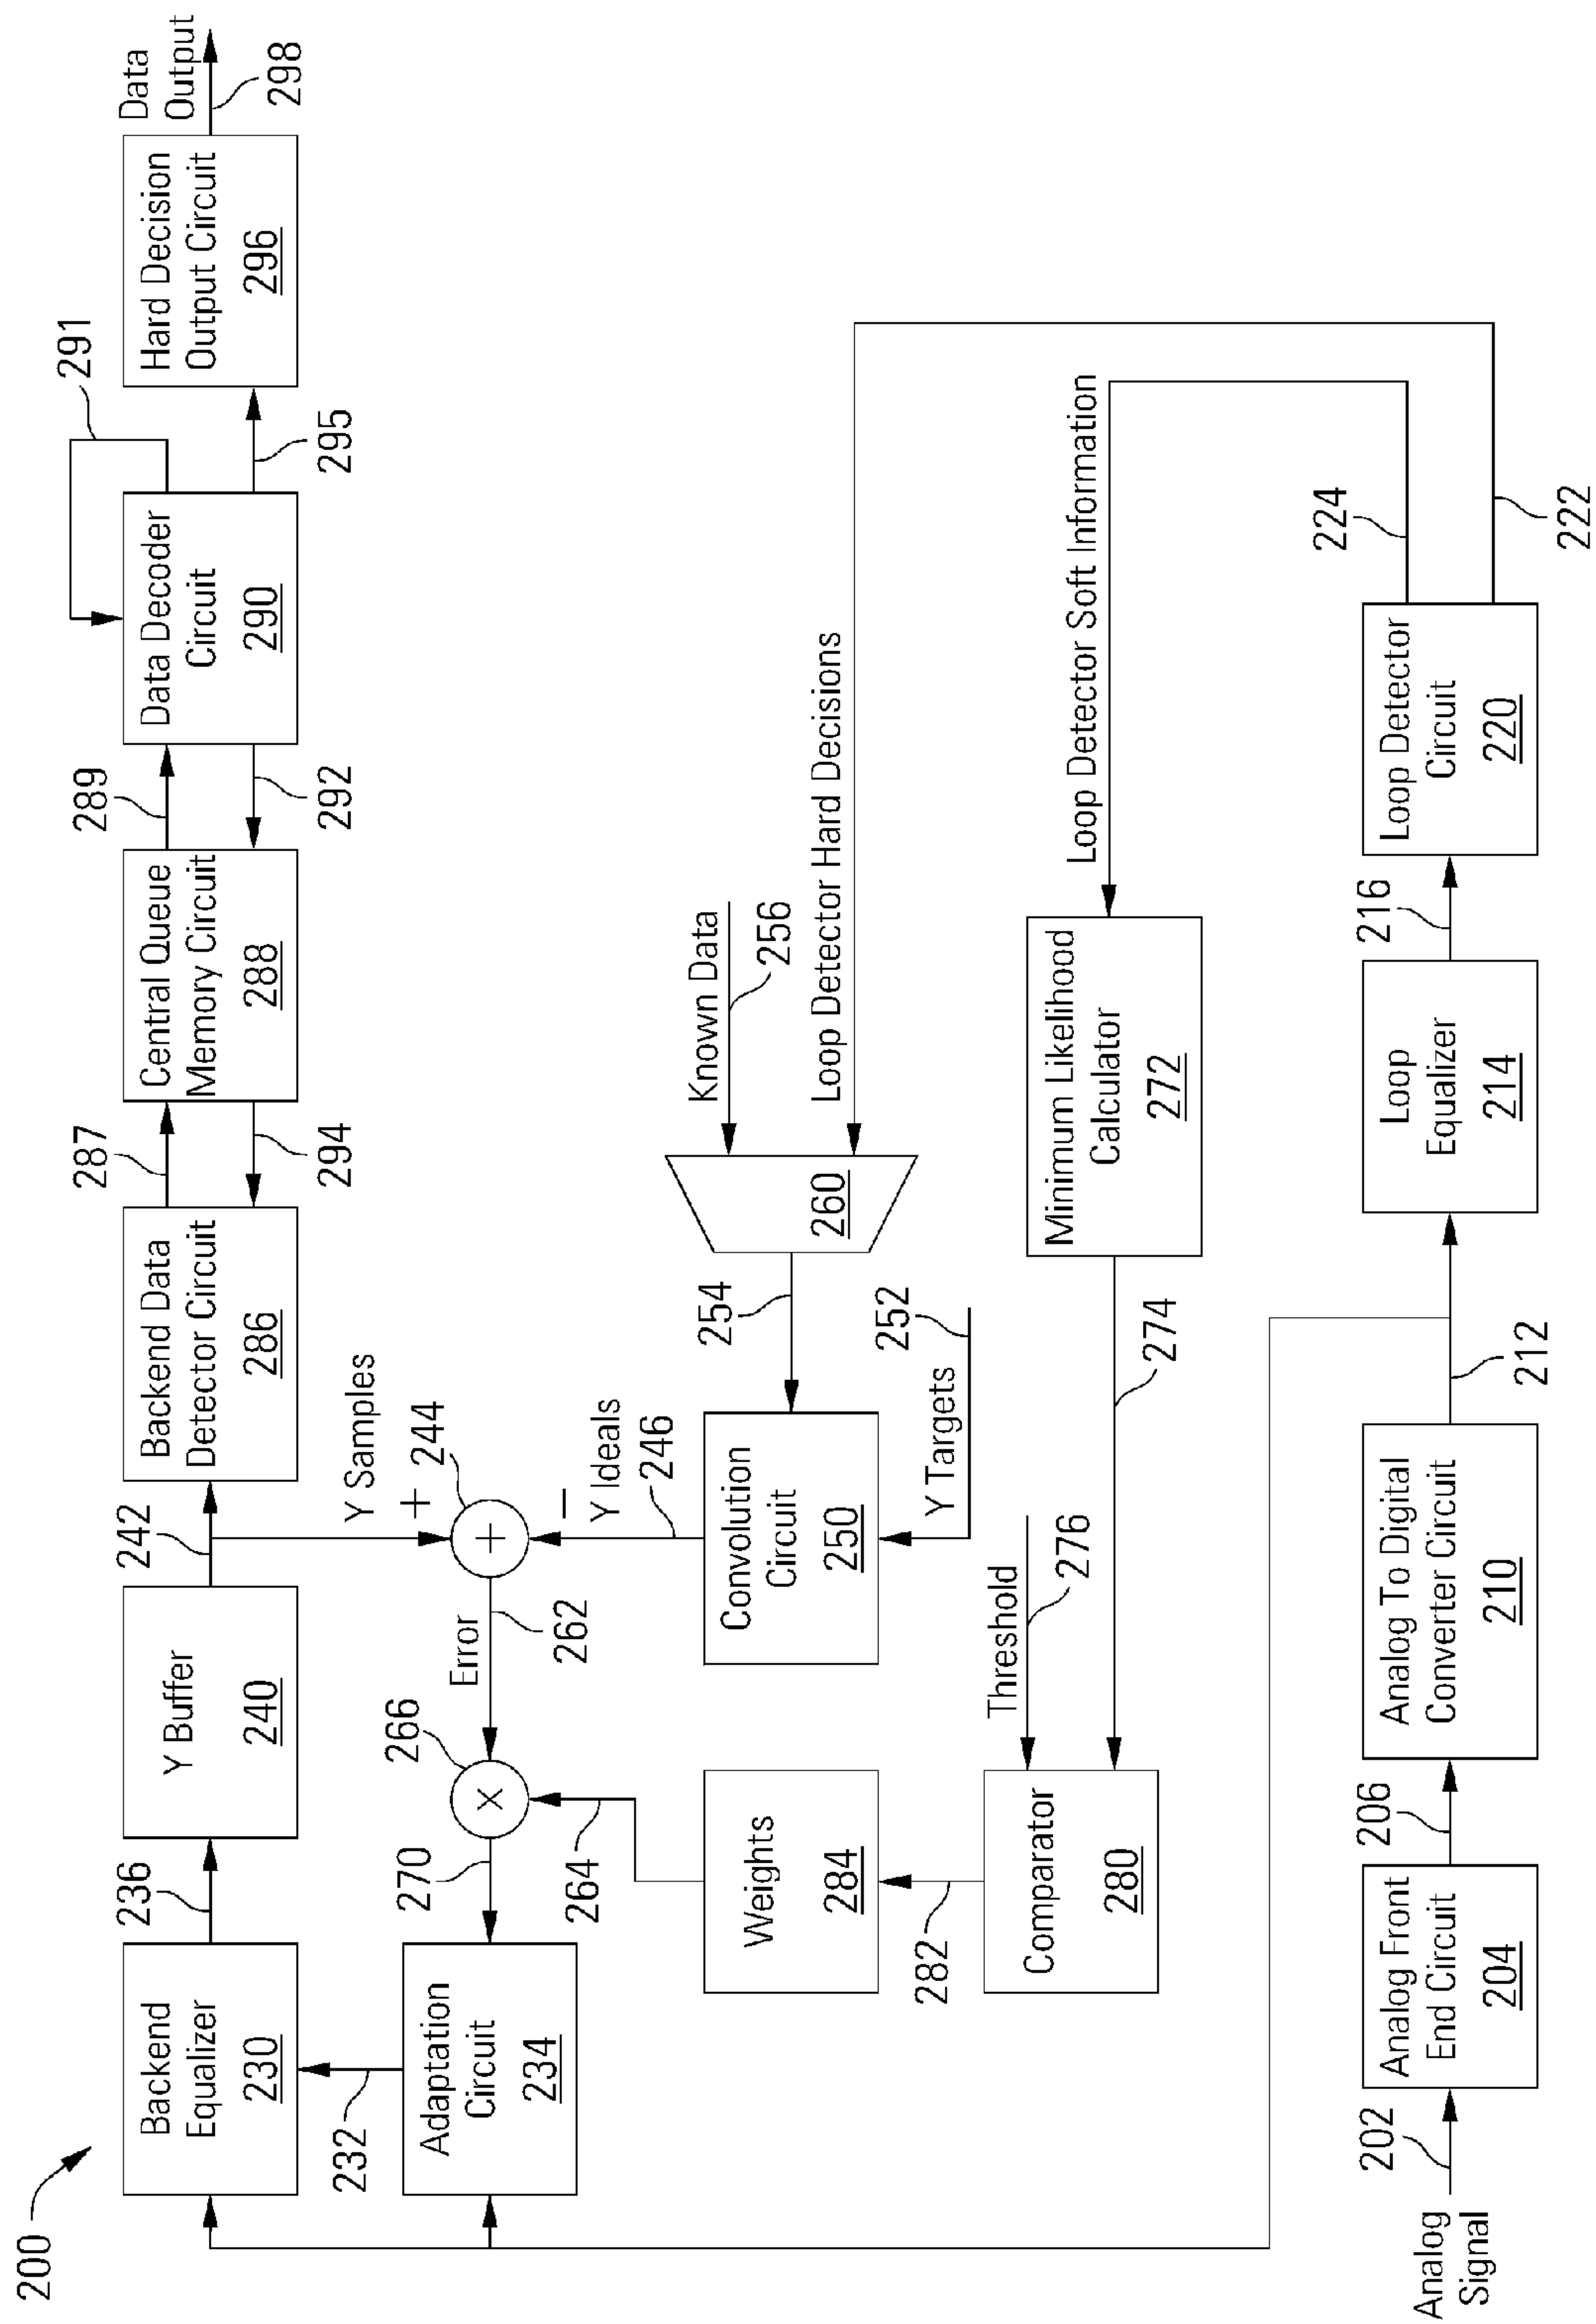 200
Backend
Equalizer
230
236
Y Buffer
240
242
Backend Data
Detector Circuit
286
287
294
Central Queue
Memory Circuit
288
289
292
Data Decoder
Circuit
290
291
295
Hard Decision
Output Circuit
296
Data
Output
298
232
Adaptation
Circuit
234
270
266
×
264
Error
262
+
244
Y Samples
+
−
Y Ideals
246
Convolution
Circuit
250
254
260
Known Data
256
Loop Detector Hard Decisions
252
Y Targets
Weights
284
282
Comparator
280
Threshold
276
274
Minimum Likelihood
Calculator
272
Loop Detector Soft Information
Analog
Signal
202
Analog Front
End Circuit
204
206
Analog To Digital
Converter Circuit
210
212
Loop
Equalizer
214
216
Loop Detector
Circuit
220
224
222